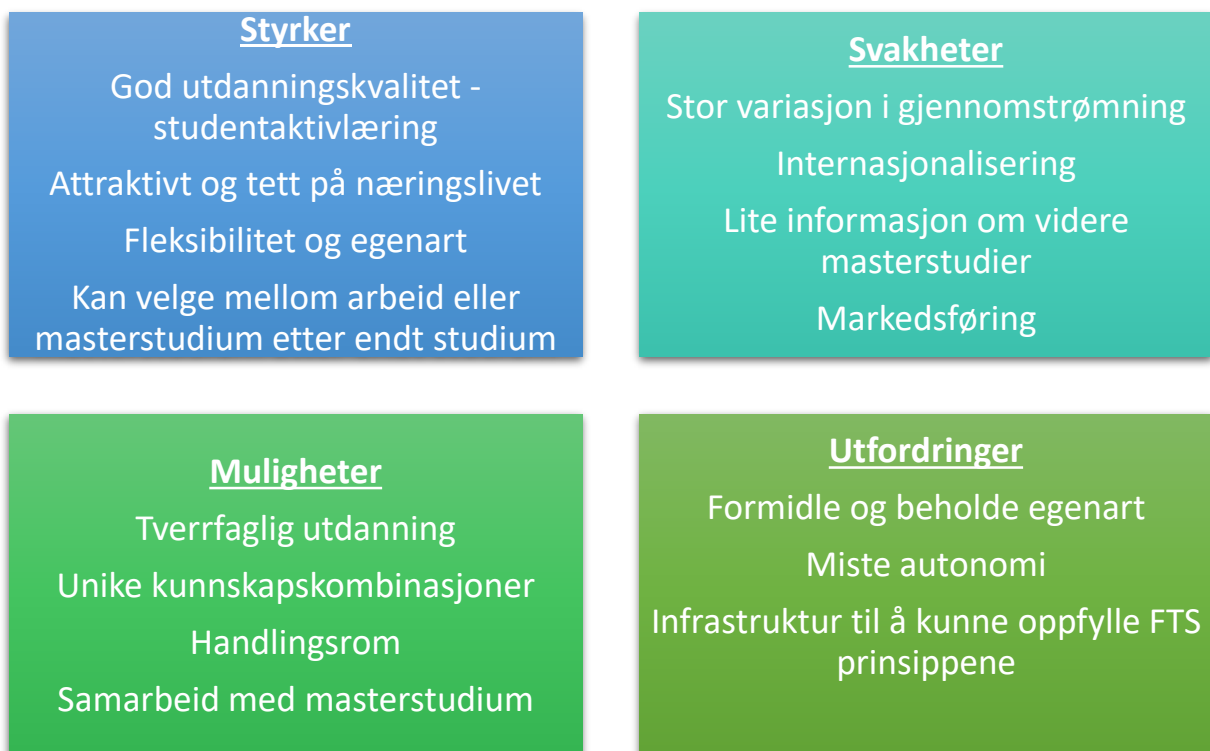 Styrker
God utdanningskvalitet -
studentaktivlæring
Attraktivt og tett på næringslivet
Fleksibilitet og egenart
Kan velge mellom arbeid eller
masterstudium etter endt studium
Svakheter
Stor variasjon i gjennomstrømning
Internasjonalisering
Lite informasjon om videre
masterstudier
Markedsføring
Muligheter
Tverrfaglig utdanning
Unike kunnskapskombinasjoner
Handlingsrom
Samarbeid med masterstudium
Utfordringer
Formidle og beholde egenart
Miste autonomi
Infrastruktur til å kunne oppfylle FTS
prinsippene